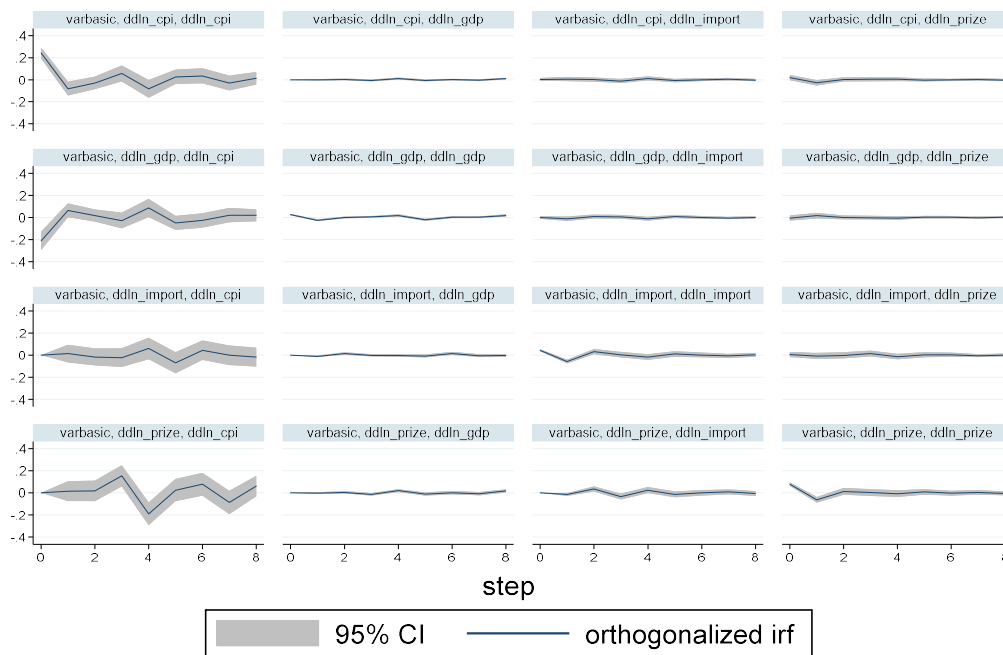 varbasic, ddln_cpi, ddln_cpi varbasic, ddln_cpi, ddln_gdp varbasic, ddln_cpi, ddln_import varbasic, ddln_cpi, ddln_prize
.4
.2
0
-.2
-.4
varbasic, ddln_gdp, ddln_cpi varbasic, ddln_gdp, ddln_gdp varbasic, ddln_gdp, ddln_import varbasic, ddln_gdp, ddln_prize
.4
.2
0
-.2
-.4
varbasic, ddln_import, ddln_cpi varbasic, ddln_import, ddln_gdp varbasic, ddln_import, ddln_import varbasic, ddln_import, ddln_prize
.4
.2
0
-.2
-.4
varbasic, ddln_prize, ddln_cpi varbasic, ddln_prize, ddln_gdp varbasic, ddln_prize, ddln_import varbasic, ddln_prize, ddln_prize
.4
.2
0
-.2
-.4
0 2 4 6 8 0 2 4 6 8 0 2 4 6 8 0 2 4 6 8
step
95% CI orthogonalized irf